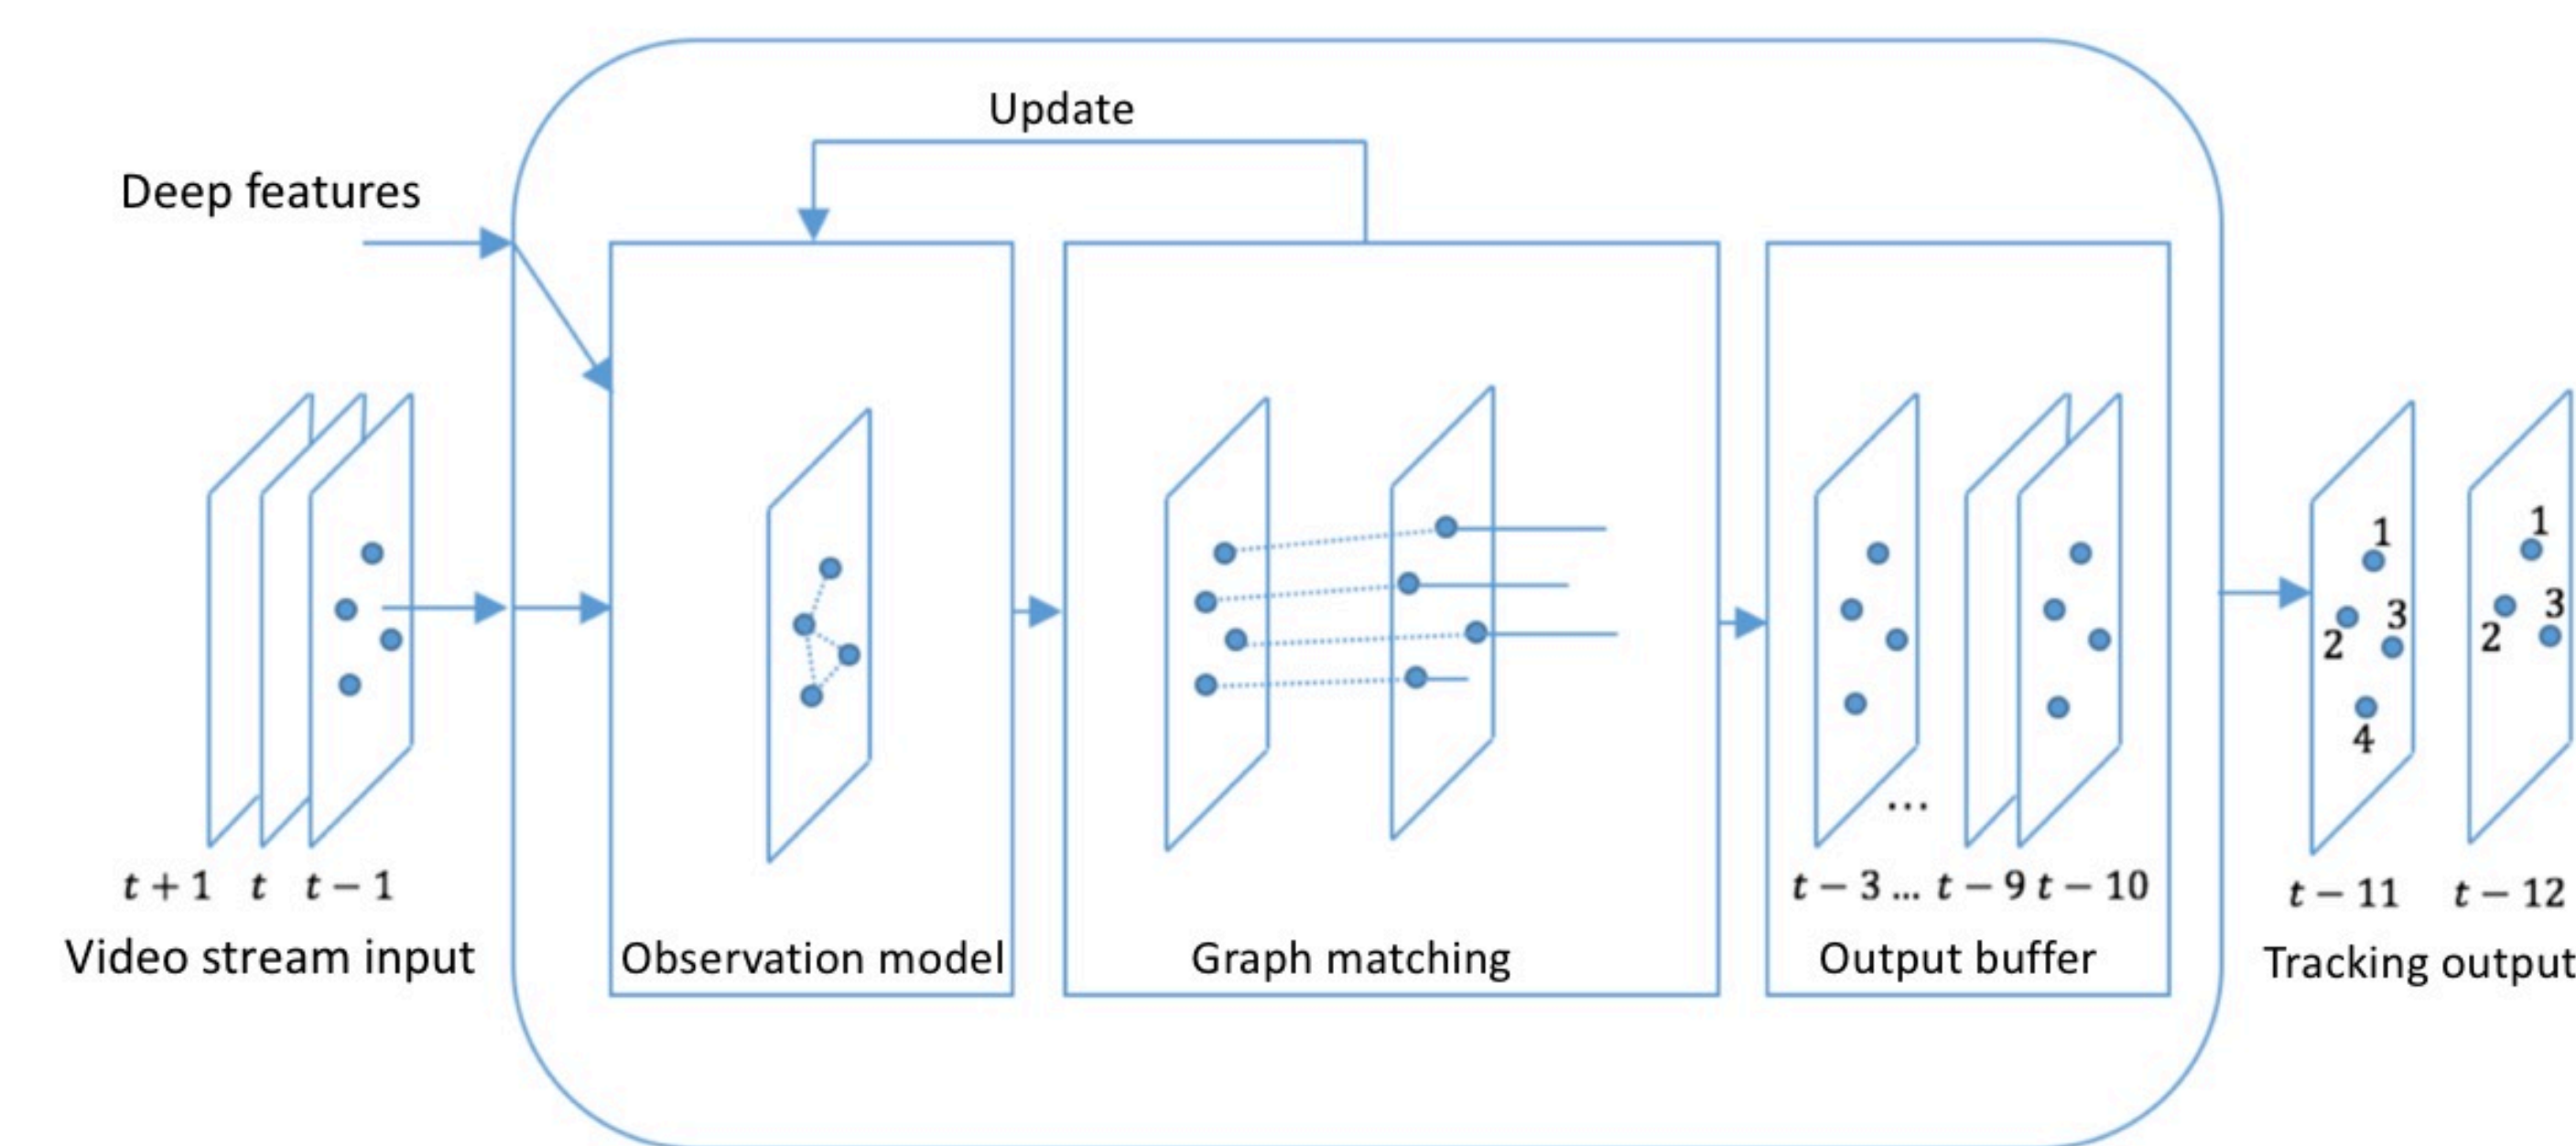 Update
Deep features
1
2
3
4
1
2
3
...
t + 1 t t − 1
t − 3 ... t − 9 t − 10
t − 11 t − 12
Video stream input
Observation model
Graph matching
Output buffer
Tracking output